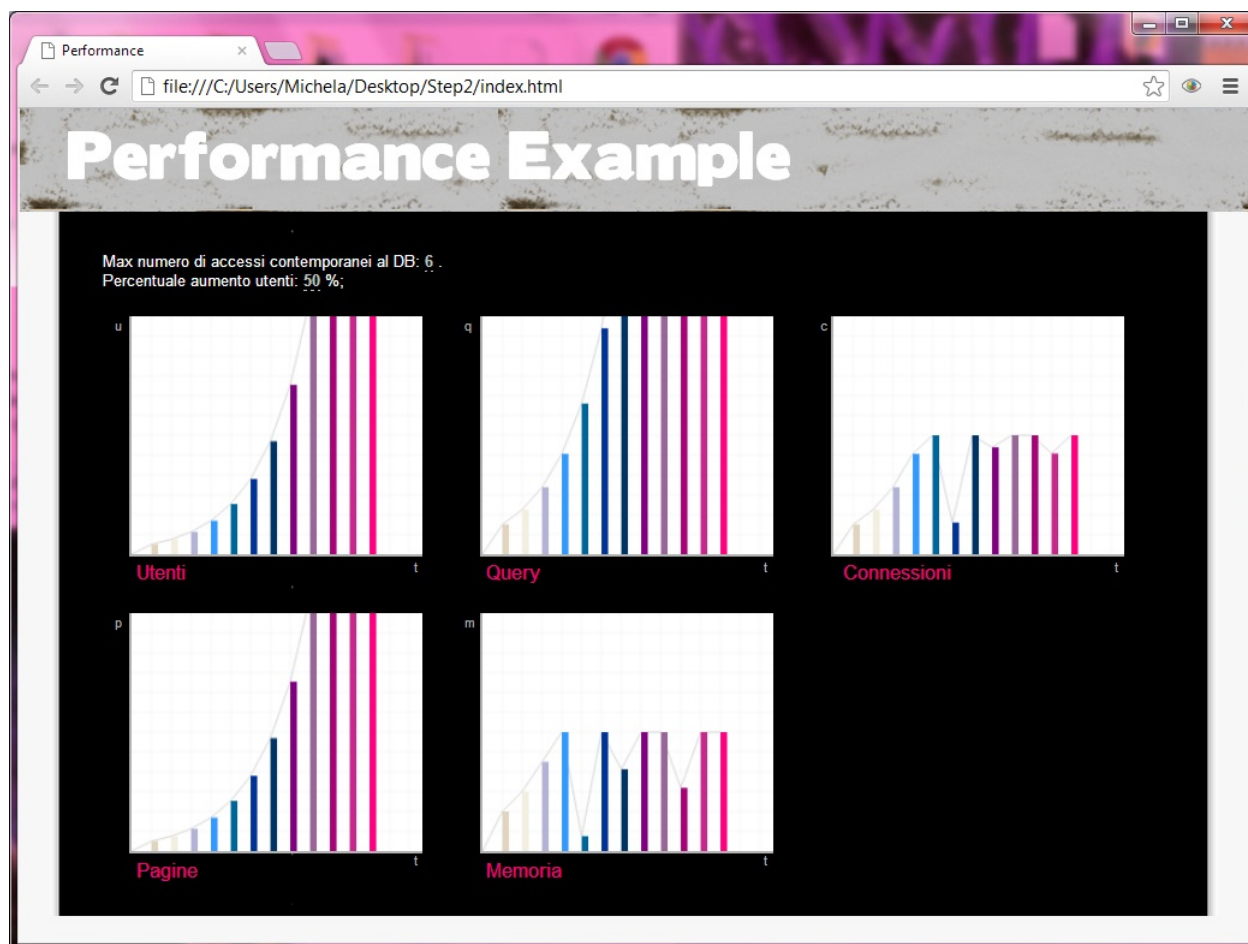 Performance
file:///C:/Users/Michela/Desktop/Step2/index.html
Performance Example
Max numero di accessi contemporanei al DB: 6 .
Percentuale aumento utenti: 50 %;
u
q
c
Utenti
t
Query
t
Connessioni
t
p
m
Pagine
t
Memoria
t